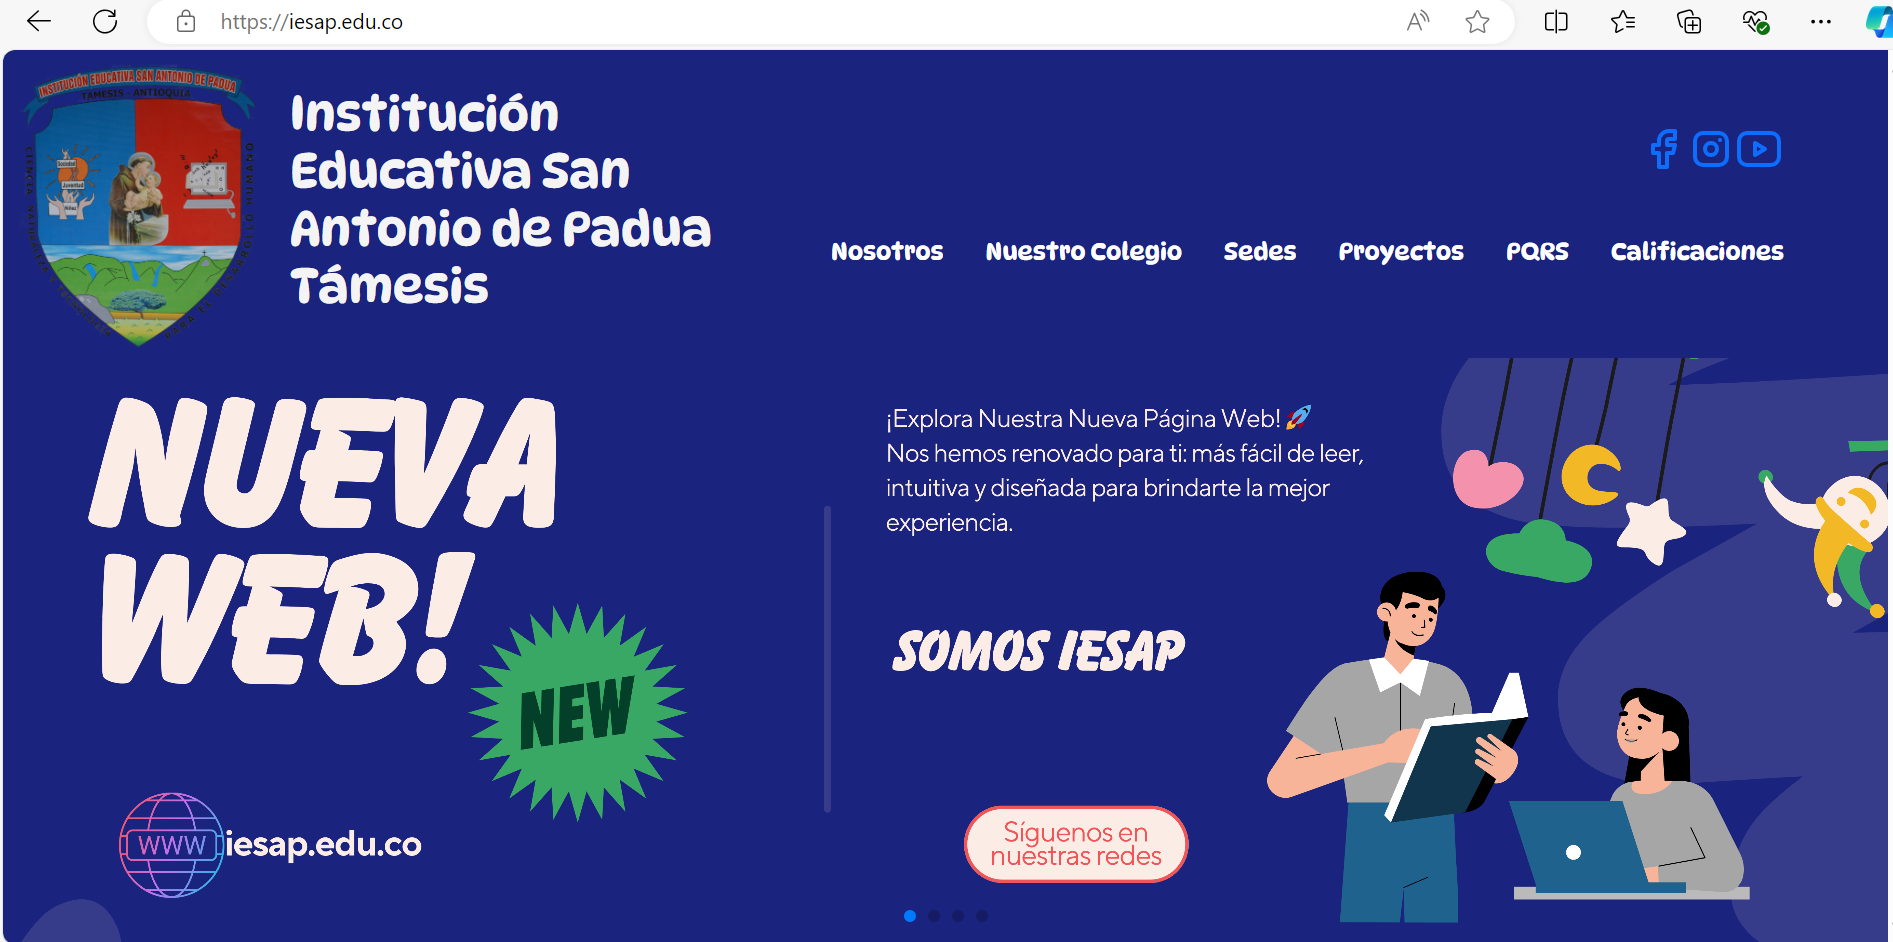 https://iesap.edu.co
INSTITUCIÓN EDUCATIVA SAN ANTONIO DE PADUA
TAMESIS - ANTIOQUIA
Institución
Educativa San
Antonio de Padua
Támesis
Nosotros
Nuestro Colegio
Sedes
Proyectos
PQRS
Calificaciones
NUEVA
WEB!
NEW
WWW
iesap.edu.co
¡Explora Nuestra Nueva Página Web! 🚀
Nos hemos renovado para ti: más fácil de leer,
intuitiva y diseñada para brindarte la mejor
experiencia.
SOMOS IESAP
Síguenos en
nuestras redes